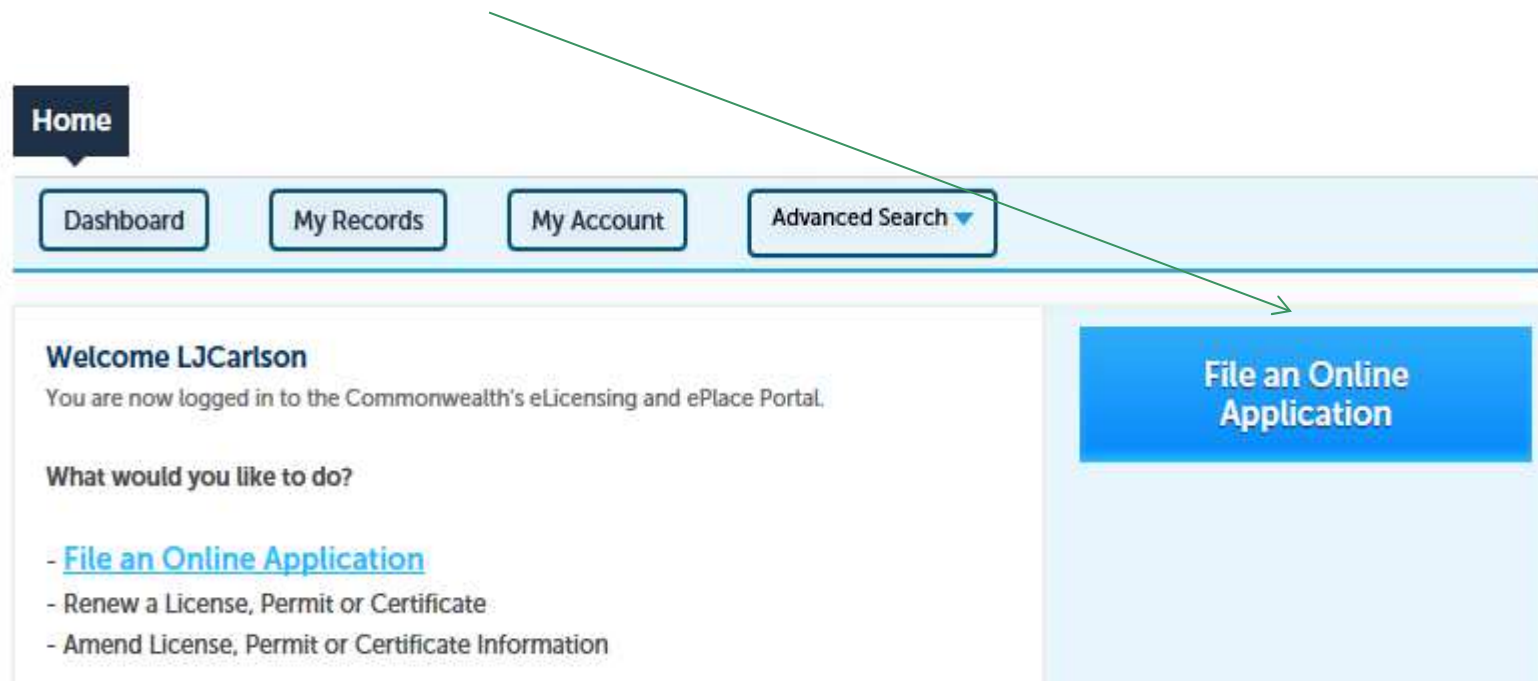 Home
Dashboard My Records My Account Advanced Search
Welcome LJCarlson
You are now logged in to the Commonwealth's eLicensing and ePlace Portal.
What would you like to do?
- File an Online Application
- Renew a License, Permit or Certificate
- Amend License, Permit or Certificate Information
File an Online
Application